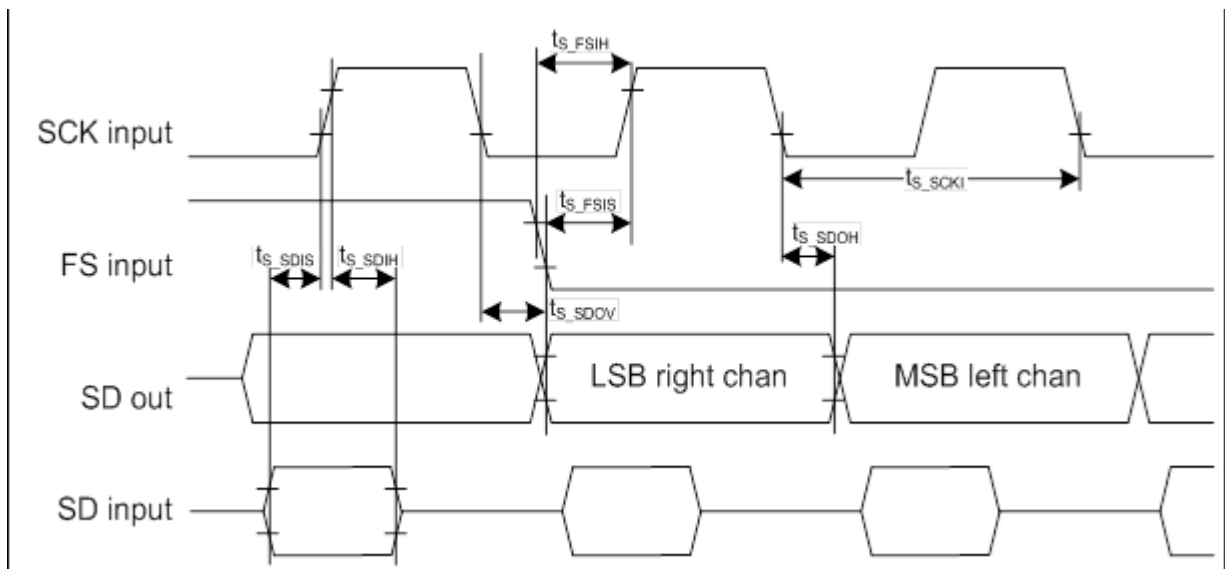 tS_FSIH
SCK input
tS_SCKI
tS_FSIS
tS_SDOH
tS_SDIS
tS_SDIH
FS input
tS_SDOV
LSB right chan
MSB left chan
SD out
SD input